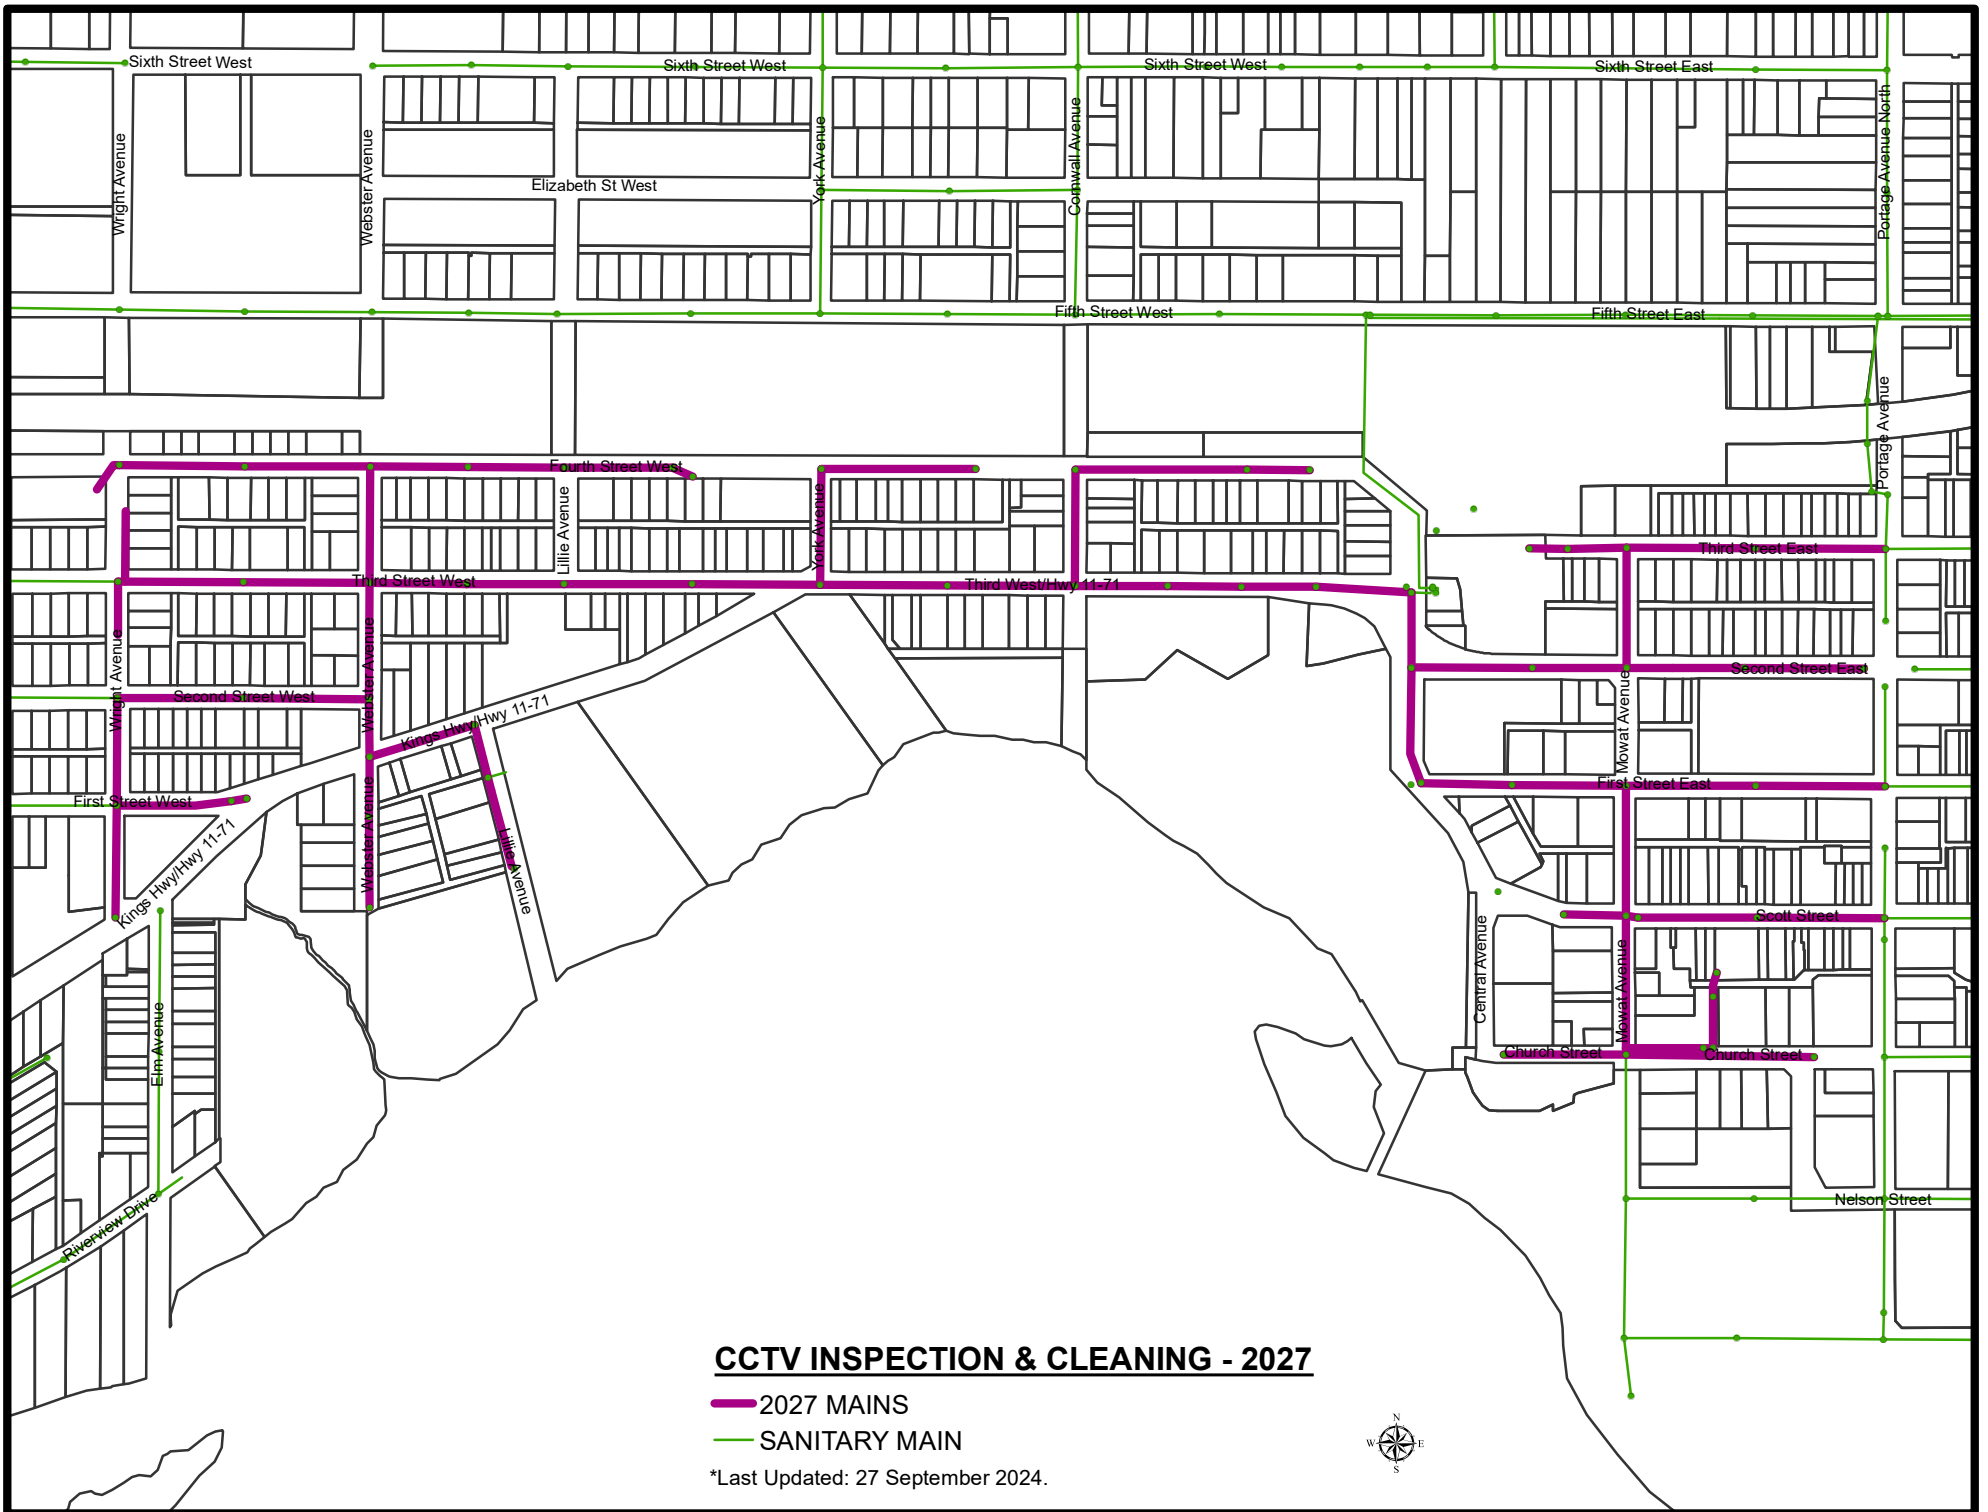 Sixth Street West
Sixth Street West
Sixth Street West
Sixth Street East
Wright Avenue
Webster Avenue
York Avenue
Cornwall Avenue
Portage Avenue North
Elizabeth St West
Fifth Street West
Fifth Street East
Portage Avenue
Fourth Street West
Lillie Avenue
York Avenue
Third Street East
Third Street West
Third West/Hwy 11-71
Wright Avenue
Webster Avenue
Second Street West
Second Street East
Mowat Avenue
Kings Hwy/Hwy 11-71
First Street West
First Street East
Webster Avenue
Lillie Avenue
Kings Hwy/Hwy 11-71
Scott Street
Central Avenue
Mowat Avenue
Elm Avenue
Church Street
Church Street
Riverview Drive
Nelson Street
CCTV INSPECTION & CLEANING - 2027
2027 MAINS
SANITARY MAIN
*Last Updated: 27 September 2024.
N
W E
S